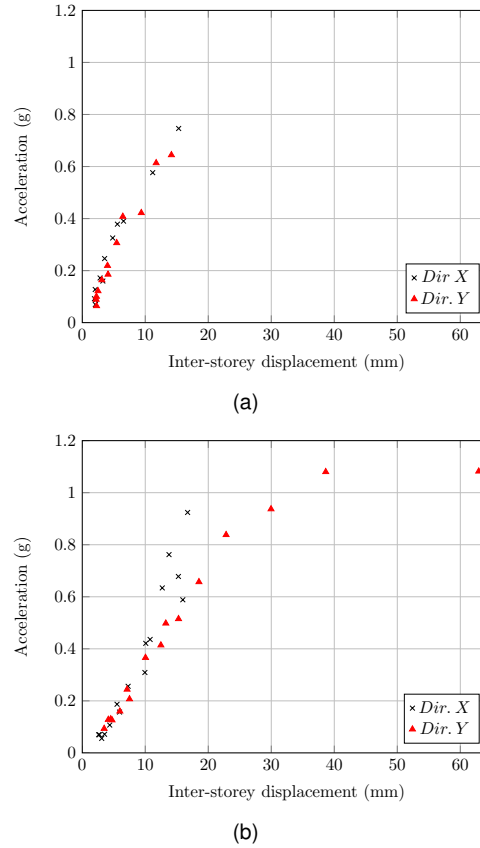 1.2
1
0.8
0.6
0.4
0.2
0
Acceleration (g)
Dir X
Dir. Y
0 10 20 30 40 50 60
Inter-storey displacement (mm)
(a)
1.2
1
0.8
0.6
0.4
0.2
0
Acceleration (g)
Dir. X
Dir. Y
0 10 20 30 40 50 60
Inter-storey displacement (mm)
(b)